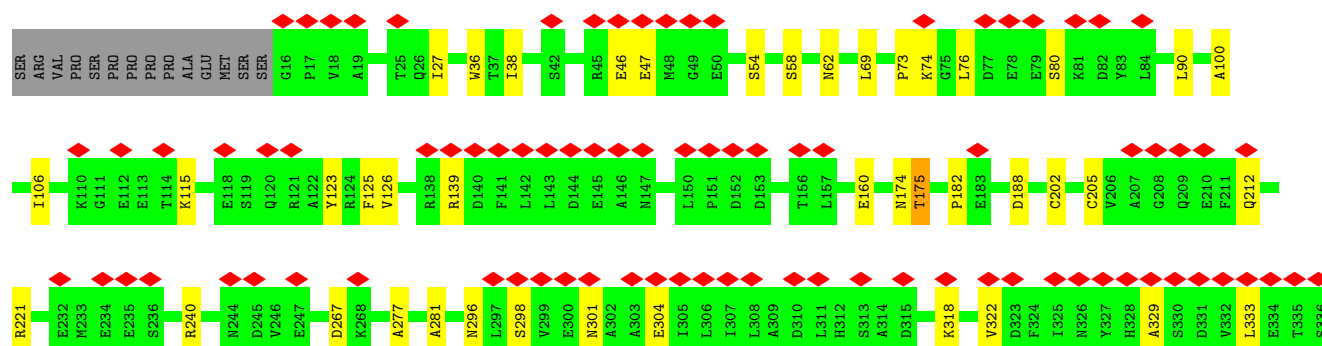 SER ARG VAL PRO SER PRO PRO PRO PRO ALA GLU MET SER SER G16 P17 V18 A19 T25 Q26 I27 W36 T37 I38 S42 R45 E46 E47 M48 G49 E50 S54 S58 N62 L69 P73 K74 G75 L76 D77 E78 E79 S80 K81 D82 Y83 L84 L90 A100
I106 K110 G111 E112 E113 T114 K115 E118 S119 Q120 R121 A122 Y123 R124 F125 V126 R138 R139 D140 F141 L142 L143 D144 E145 A146 N147 L150 P151 D152 D153 T156 L157 E160 N174 T175 P182 E183 D188 C202 C205 V206 A207 G208 Q209 E210 F211 Q212
R221 E232 M233 E234 E235 S236 R240 N244 D245 V246 E247 D267 K268 A277 A281 N296 L297 S298 V299 E300 N301 A302 A303 E304 I305 L306 I307 L308 A309 D310 L311 H312 S313 A314 D315 K318 V322 D323 F324 I325 N326 Y327 H328 A329 S330 D331 V332 L333 E334 T335 S336